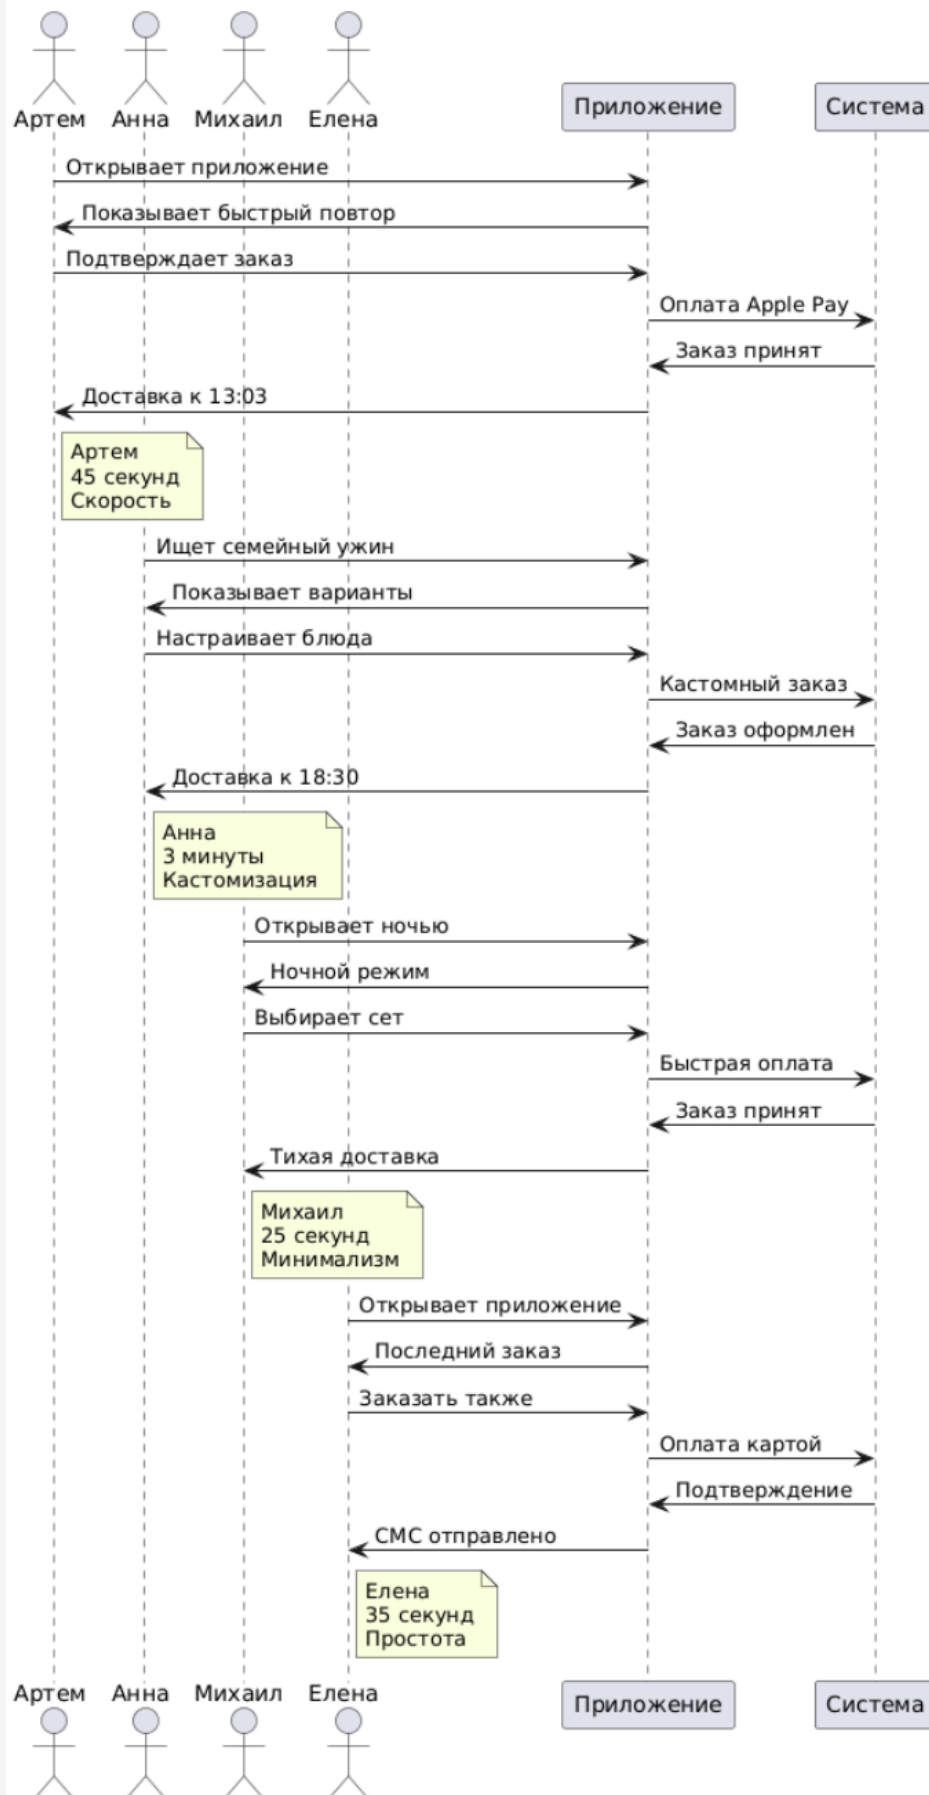 Артем Анна Михаил Елена Приложение Система
Открывает приложение
Показывает быстрый повтор
Подтверждает заказ
Оплата Apple Pay
Заказ принят
Доставка к 13:03
Артем
45 секунд
Скорость
Ищет семейный ужин
Показывает варианты
Настраивает блюда
Кастомный заказ
Заказ оформлен
Доставка к 18:30
Анна
3 минуты
Кастомизация
Открывает ночью
Ночной режим
Выбирает сет
Быстрая оплата
Заказ принят
Тихая доставка
Михаил
25 секунд
Минимализм
Открывает приложение
Последний заказ
Заказать также
Оплата картой
Подтверждение
СМС отправлено
Елена
35 секунд
Простота
Артем Анна Михаил Елена Приложение Система